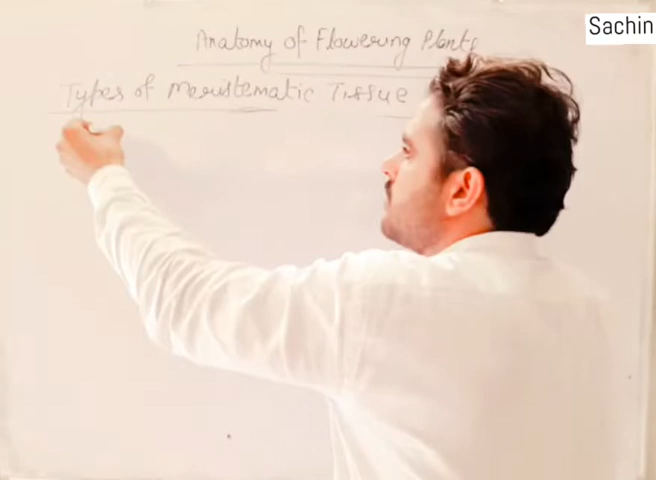 Sachin
Anatomy of Flowering Plants
Types of Meristematic Tissue